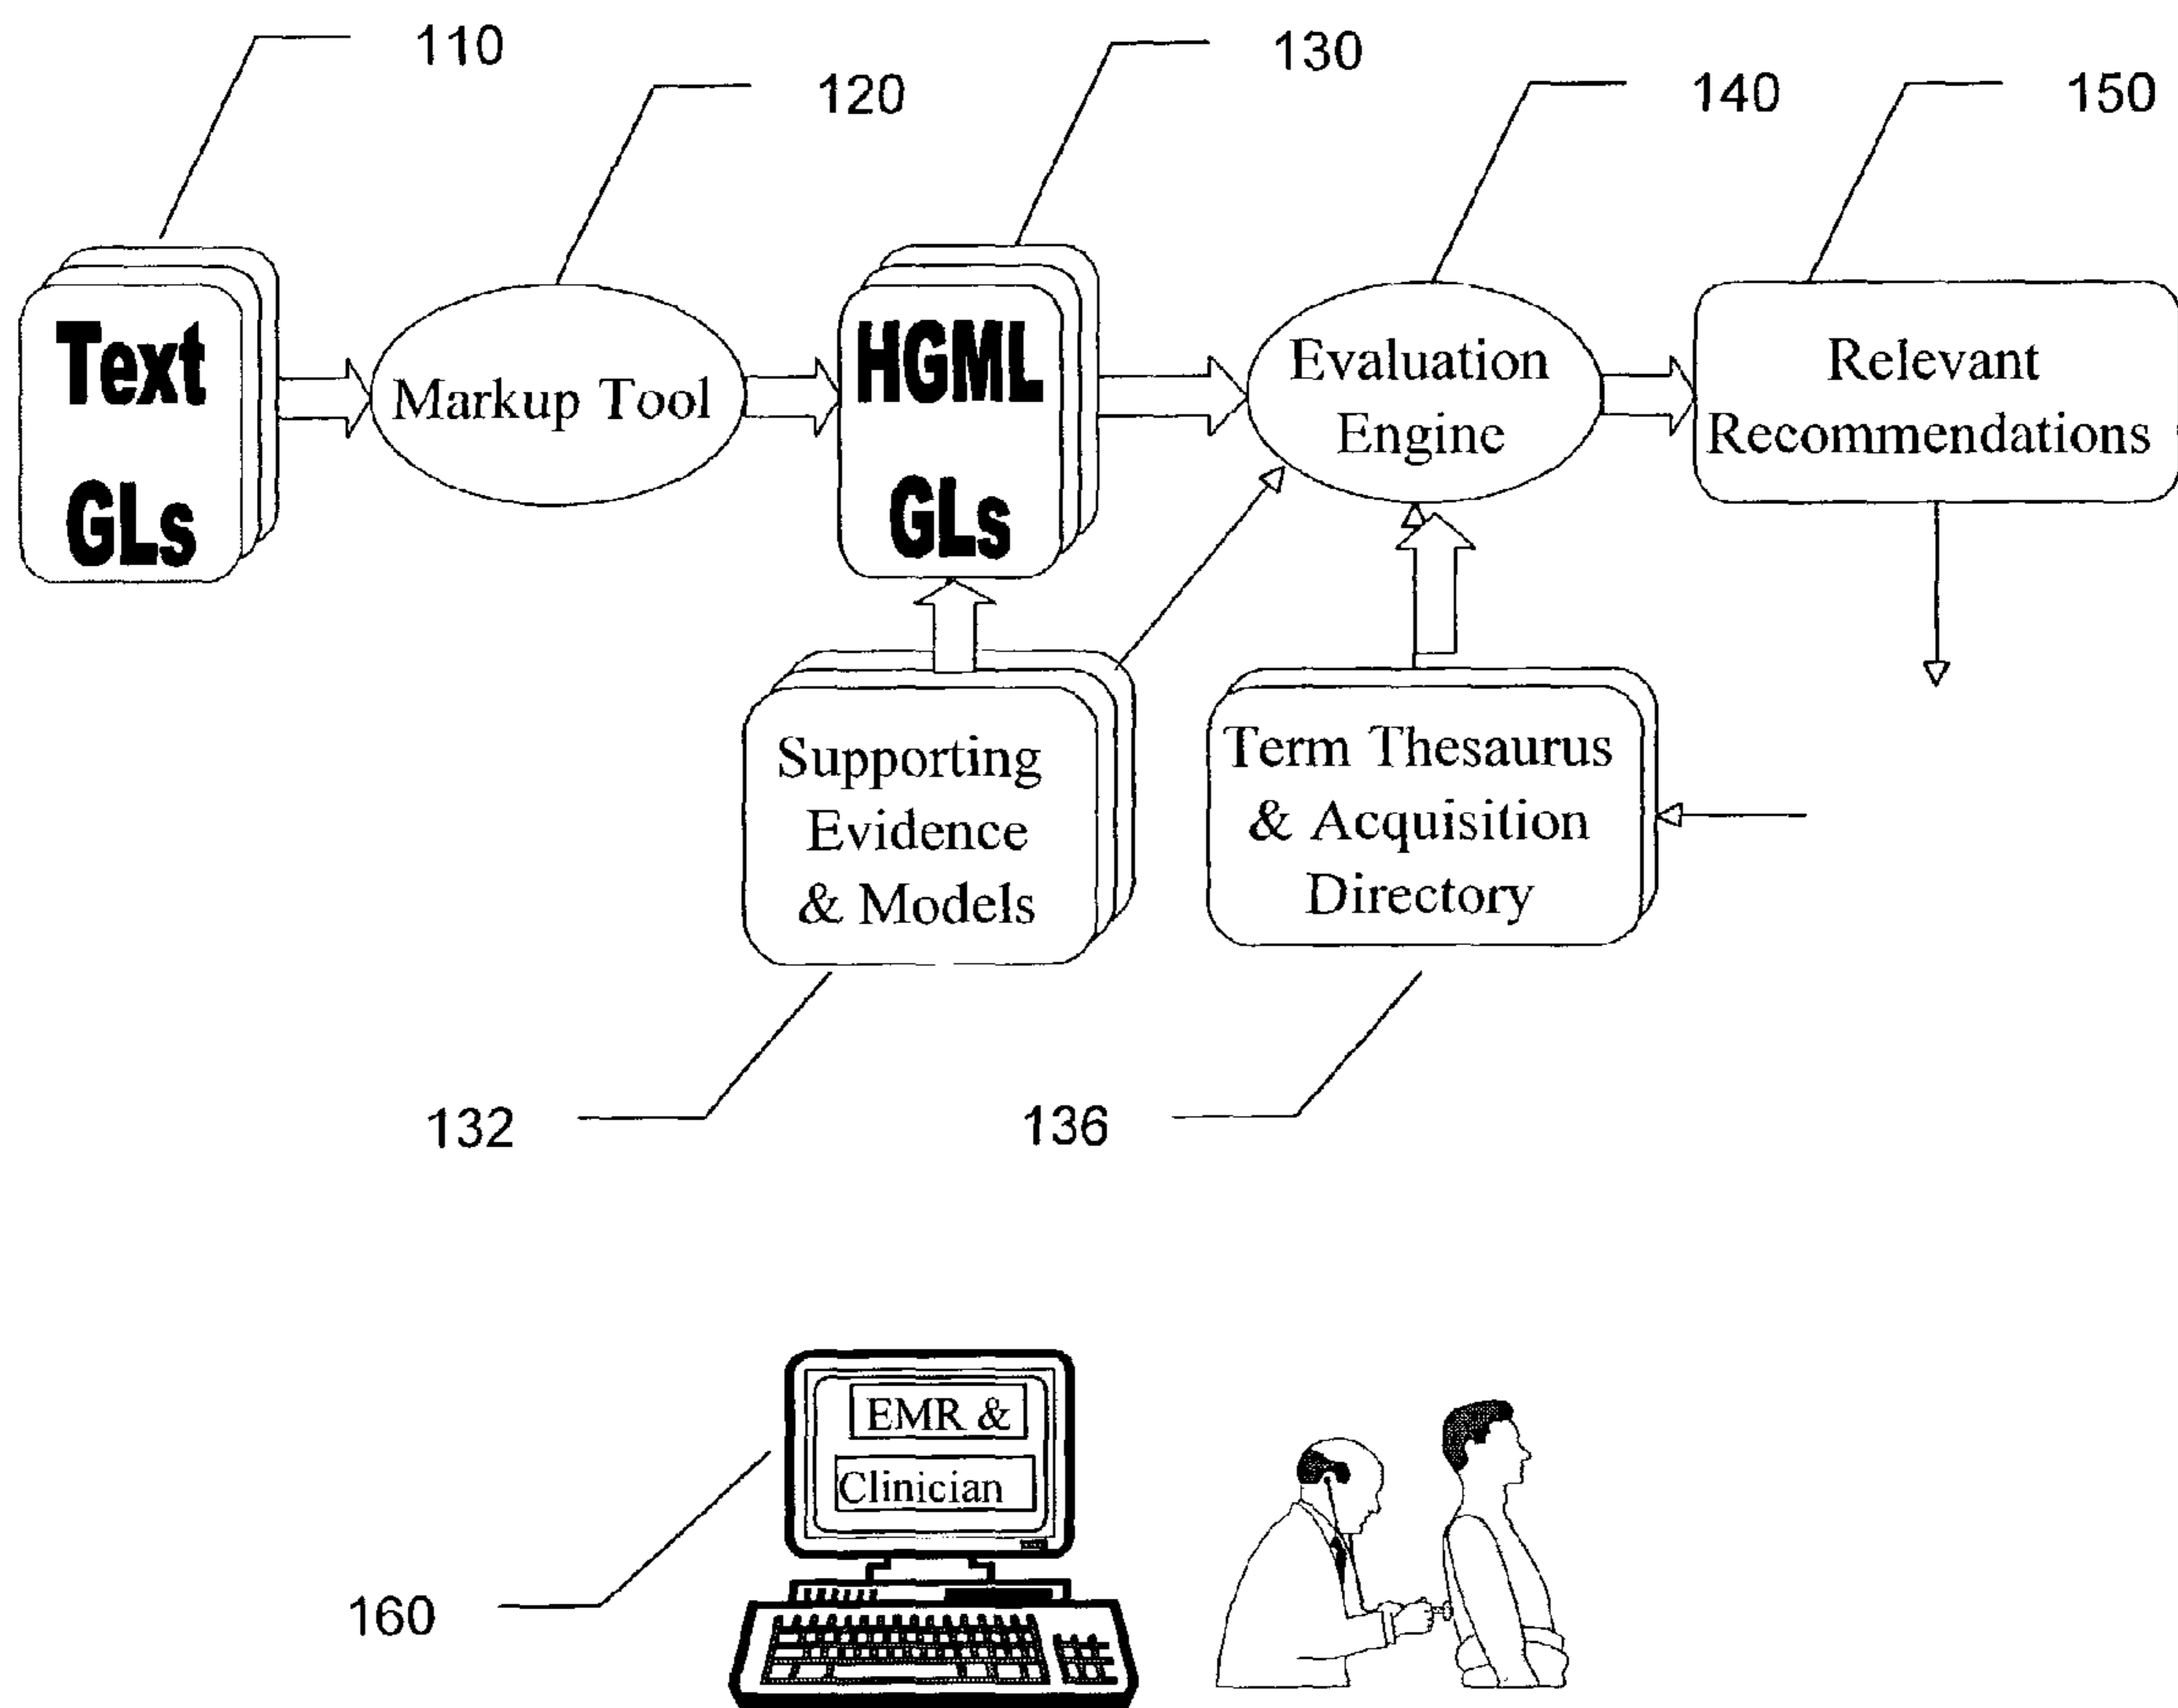 110
120
130
140
150
Text
GLs
Markup Tool
HGML
GLs
Evaluation
Engine
Relevant
Recommendations
Supporting
Evidence
& Models
Term Thesaurus
& Acquisition
Directory
132
136
EMR &
Clinician
160